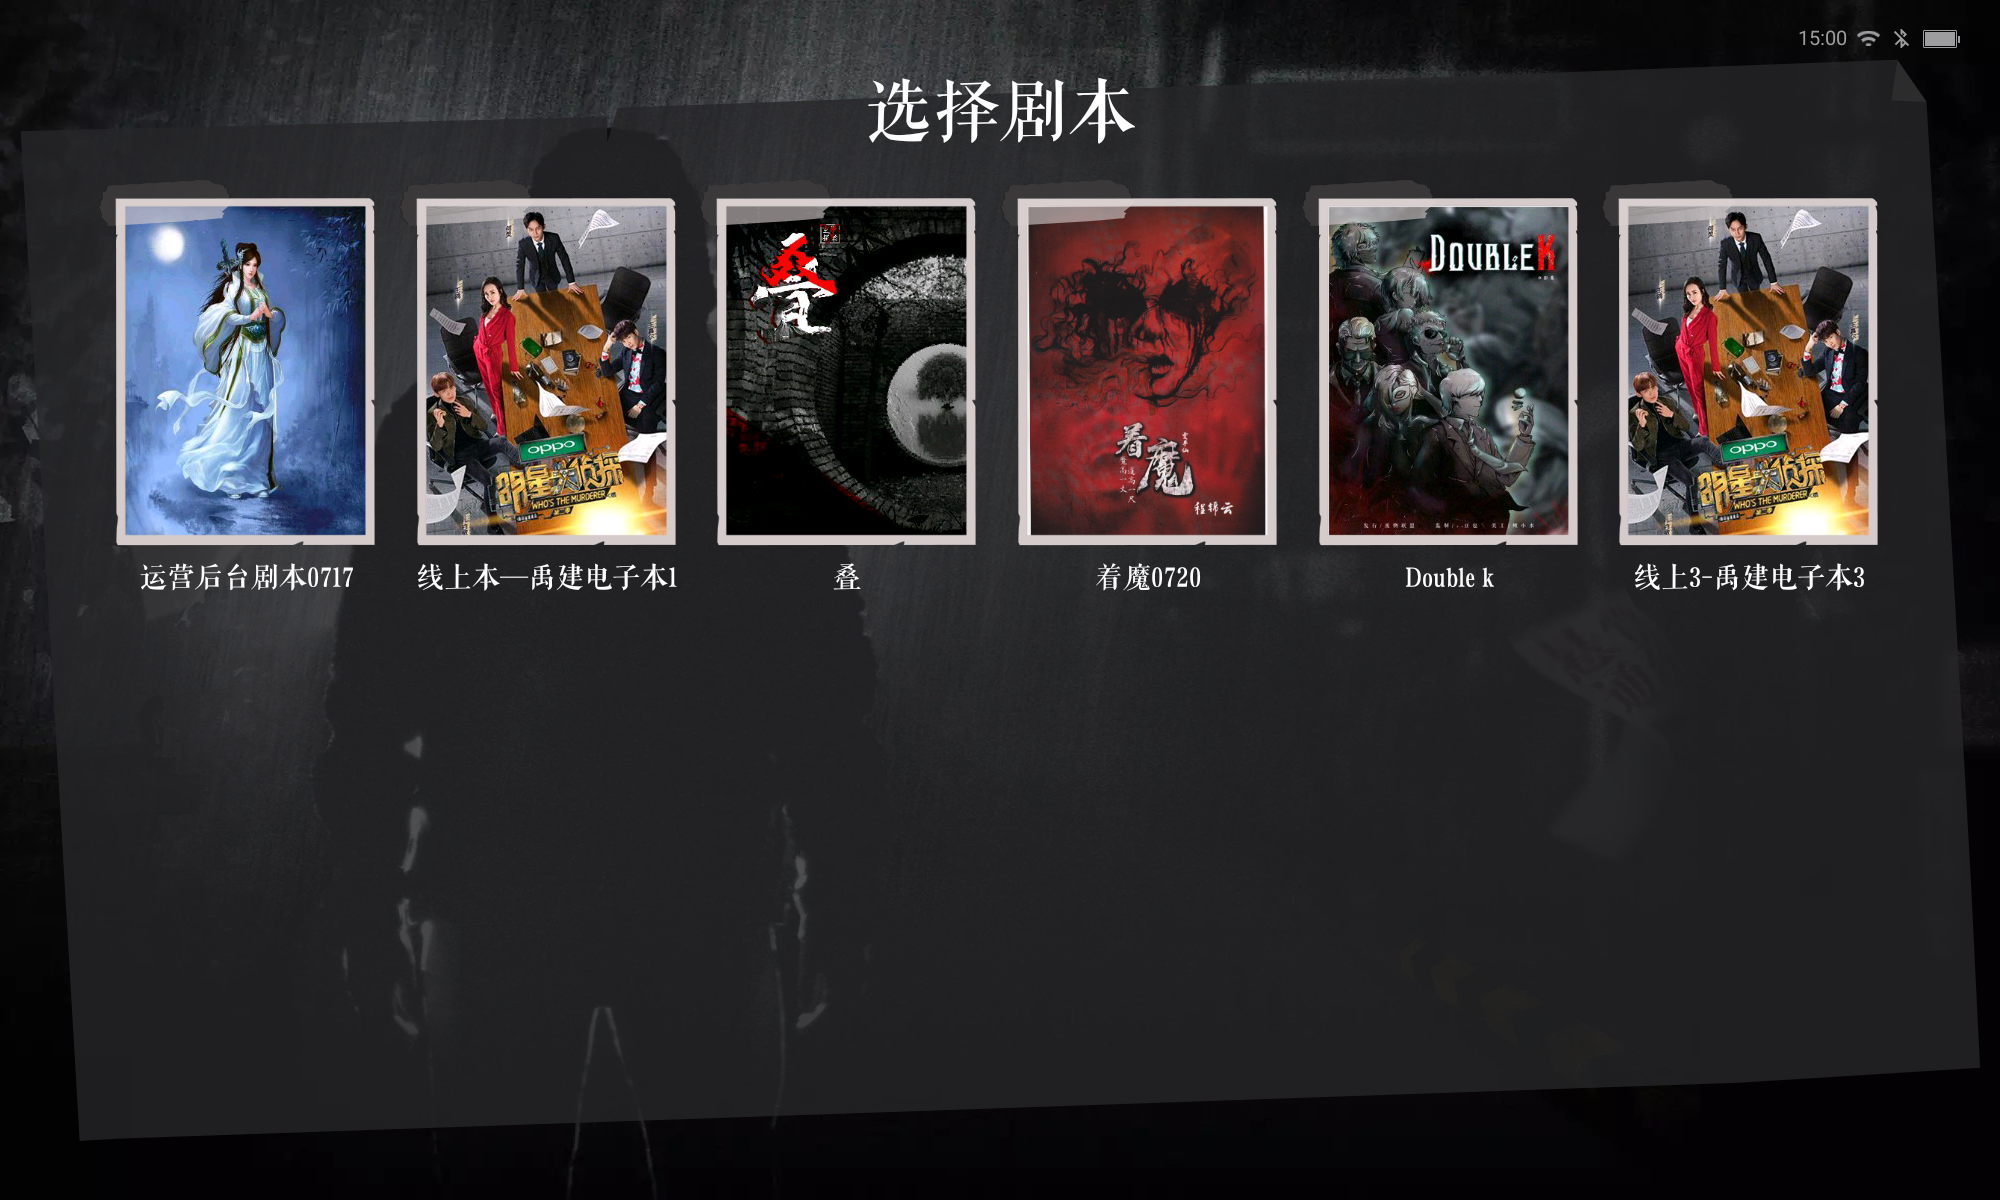 15:00
选择剧本
oppo
明星大侦探
WHO'S THE MURDERER
叠
着魔
程锦云
DOUBLEK
oppo
明星大侦探
WHO'S THE MURDERER
运营后台剧本0717
线上本—禹建电子本1
叠
着魔0720
Double k
线上3-禹建电子本3